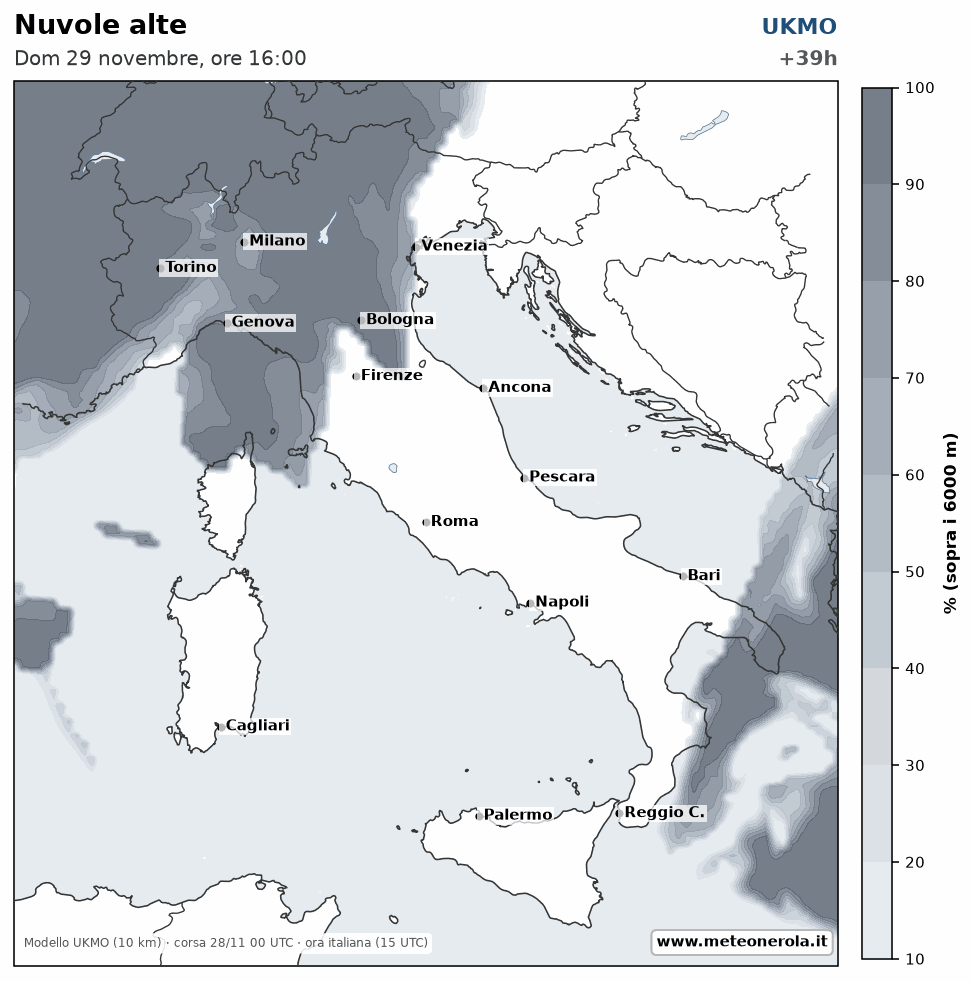 Nuvole alte
UKMO
Dom 29 novembre, ore 16:00
+39h
Milano
Venezia
Torino
Genova
Bologna
Firenze
Ancona
Pescara
Roma
Bari
Napoli
Cagliari
Palermo
Reggio C.
Modello UKMO (10 km) · corsa 28/11 00 UTC · ora italiana (15 UTC)
www.meteonerola.it
100
90
80
70
60
50
40
30
20
10
% (sopra i 6000 m)